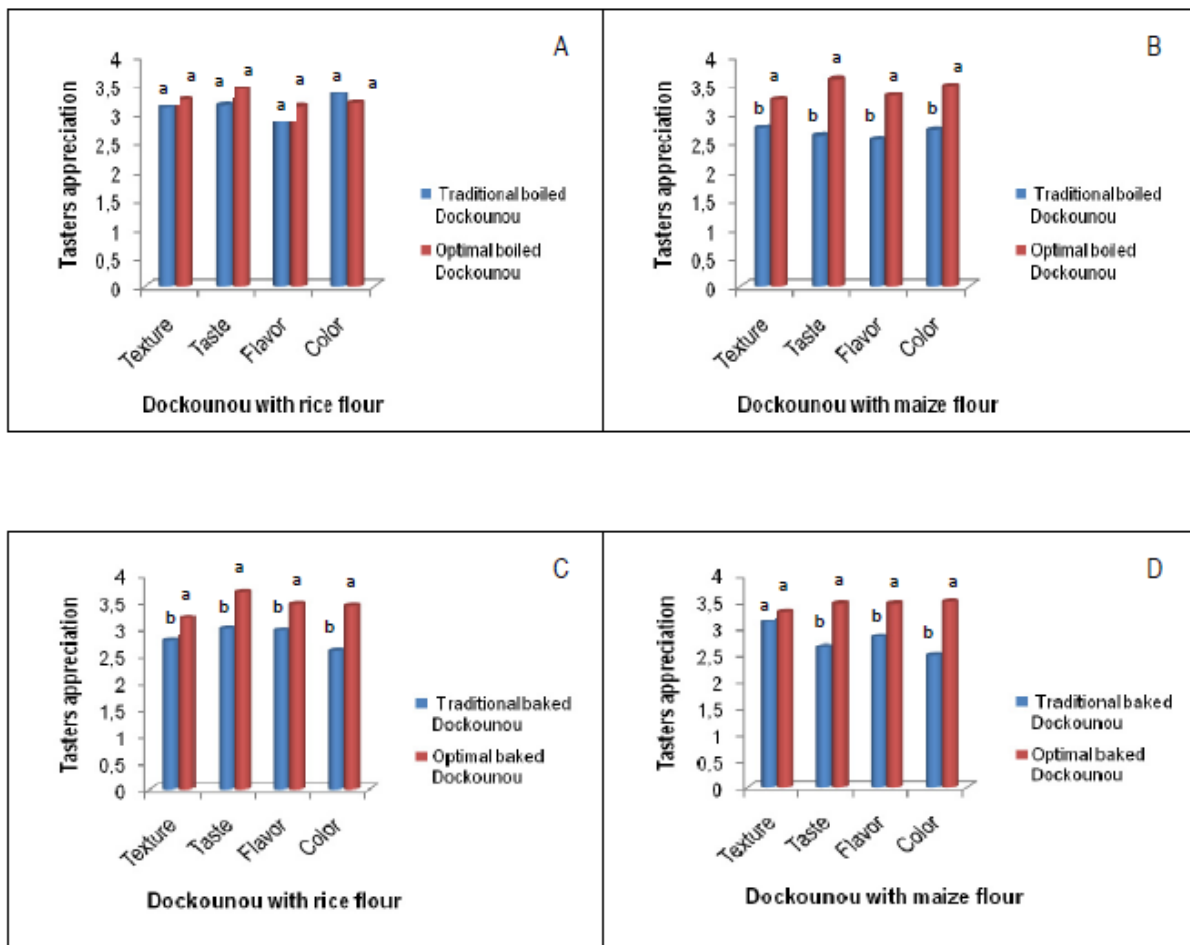 A
Tasters appreciation
4
3,5
3
2,5
2
1,5
1
0,5
0
a a a a a a a a
Texture Taste Flavor Color
Traditional boiled
Dockounou
Optimal boiled
Dockounou
Dockounou with rice flour
B
Tasters appreciation
4
3,5
3
2,5
2
1,5
1
0,5
0
b a b a b a b a
Texture Taste Flavor Color
Traditional boiled
Dockounou
Optimal boiled
Dockounou
Dockounou with maize flour
C
Tasters appreciation
4
3,5
3
2,5
2
1,5
1
0,5
0
b a b a b a b a
Texture Taste Flavor Color
Traditional baked
Dockounou
Optimal baked
Dockounou
Dockounou with rice flour
D
Tasters appreciation
4
3,5
3
2,5
2
1,5
1
0,5
0
a a b a b a b a
Texture Taste Flavor Color
Traditional baked
Dockounou
Optimal baked
Dockounou
Dockounou with maize flour